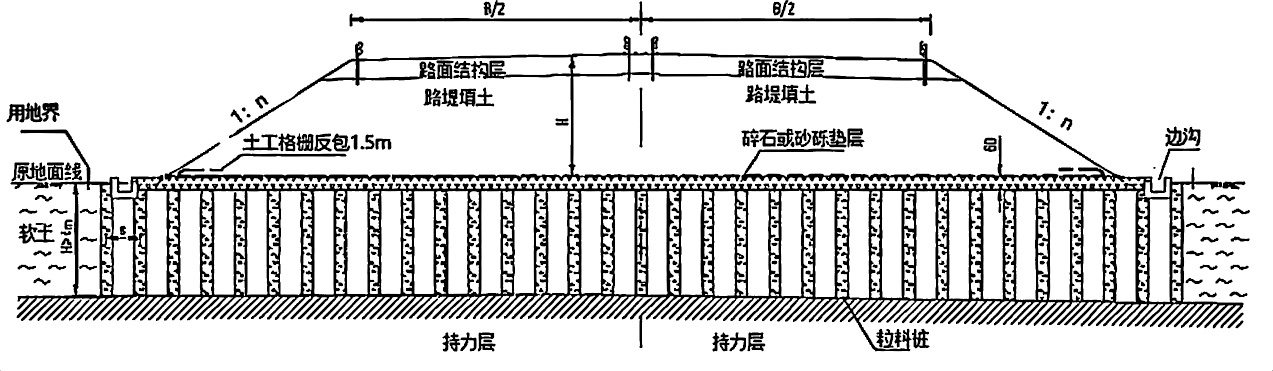 B/2
B/2
路面结构层
路面结构层
路堤填土
路堤填土
1:n
1:n
用地界
H
土工格栅反包1.5m
碎石或砂砾垫层
60
边沟
原地面线
软土
s
持力层
持力层
粒料桩